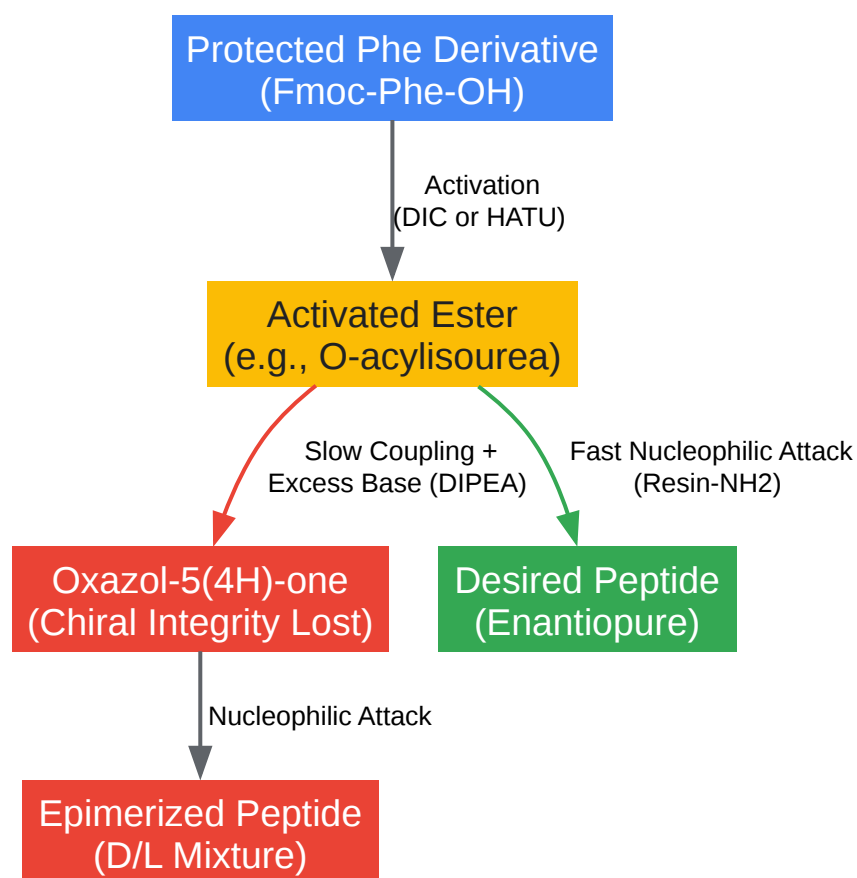 Protected Phe Derivative
(Fmoc-Phe-OH)
Activation
(DIC or HATU)
Activated Ester
(e.g., O-acylisourea)
Slow Coupling +
Excess Base (DIPEA)
Fast Nucleophilic Attack
(Resin-NH2)
Oxazol-5(4H)-one
(Chiral Integrity Lost)
Desired Peptide
(Enantiopure)
Nucleophilic Attack
Epimerized Peptide
(D/L Mixture)